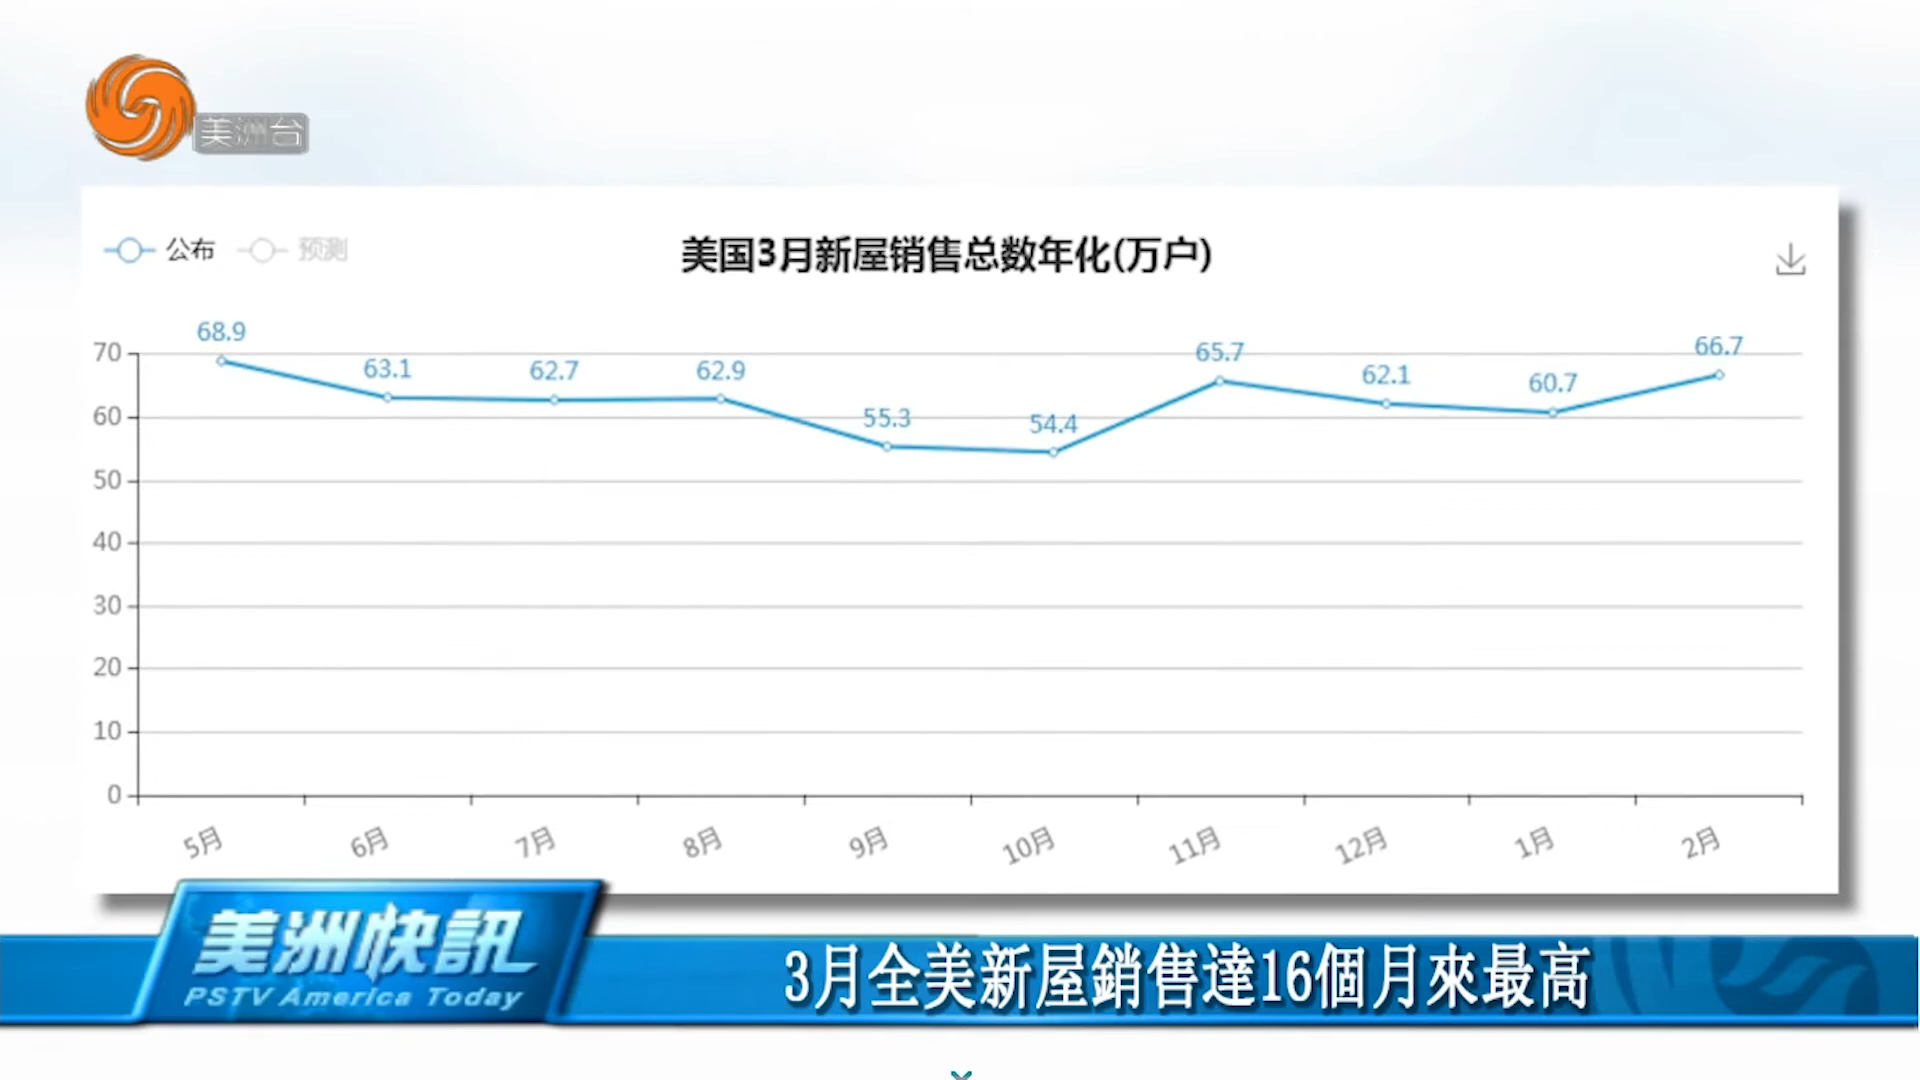 美洲台
公布 预测
美国3月新屋销售总数年化(万户)
68.9 63.1 62.7 62.9 55.3 54.4 65.7 62.1 60.7 66.7
70
60
50
40
30
20
10
0
5月 6月 7月 8月 9月 10月 11月 12月 1月 2月
美洲快訊
PSTV America Today
3月全美新屋銷售達16個月來最高